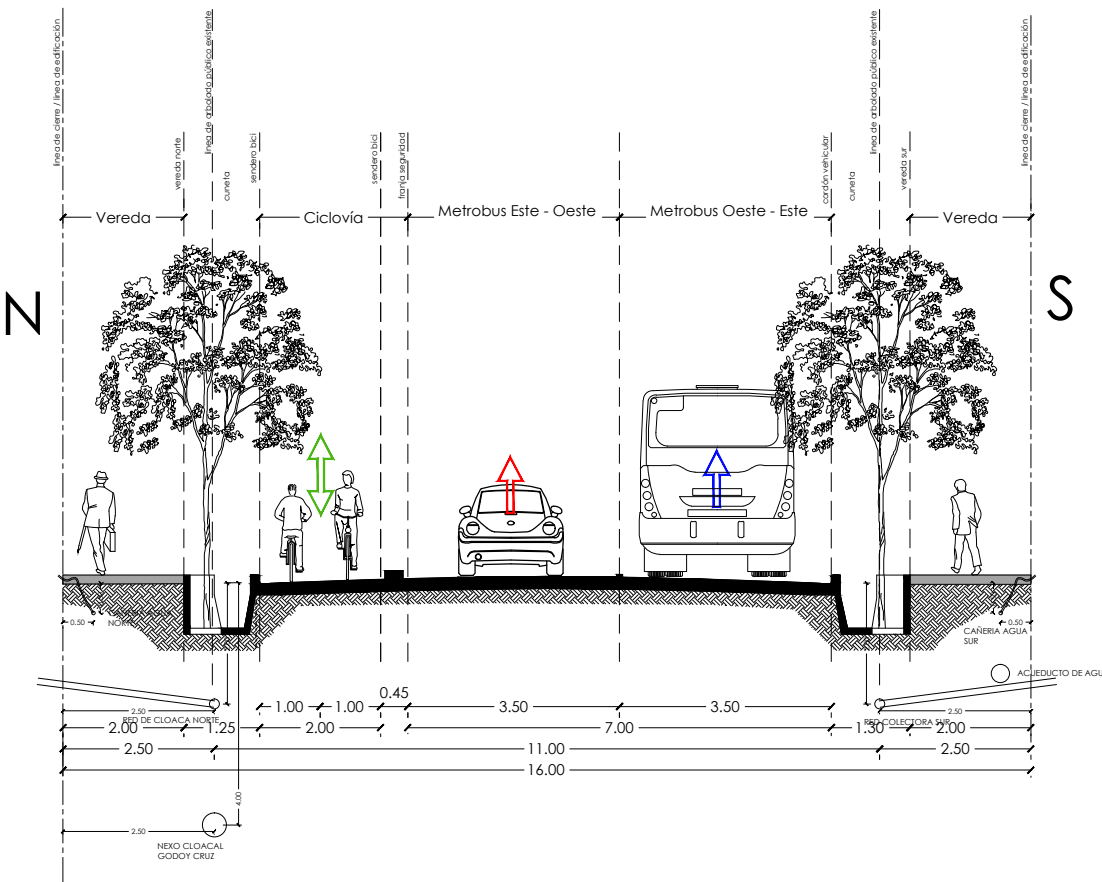 línea de cierre / línea de edificación
vereda norte
línea de arbolado público existente
cuneta
sendero bici
sendero bici
franja seguridad
cordón vehicular
cuneta
línea de arbolado público existente
vereda sur
línea de cierre / línea de edificación
Vereda
Ciclovía
Metrobus Este - Oeste
Metrobus Oeste - Este
Vereda
N
S
CAÑERIA AGUA
NORTE
0.50
0.50
CAÑERIA AGUA
SUR
ACUEDUCTO DE AGU
0.45
1.00
1.00
3.50
3.50
2.50
2.50
RED DE CLOACA NORTE
RED COLECTORA SUR
2.00
1.25
2.00
7.00
1.30
2.00
2.50
11.00
2.50
16.00
4.00
2.50
NEXO CLOACAL
GODOY CRUZ